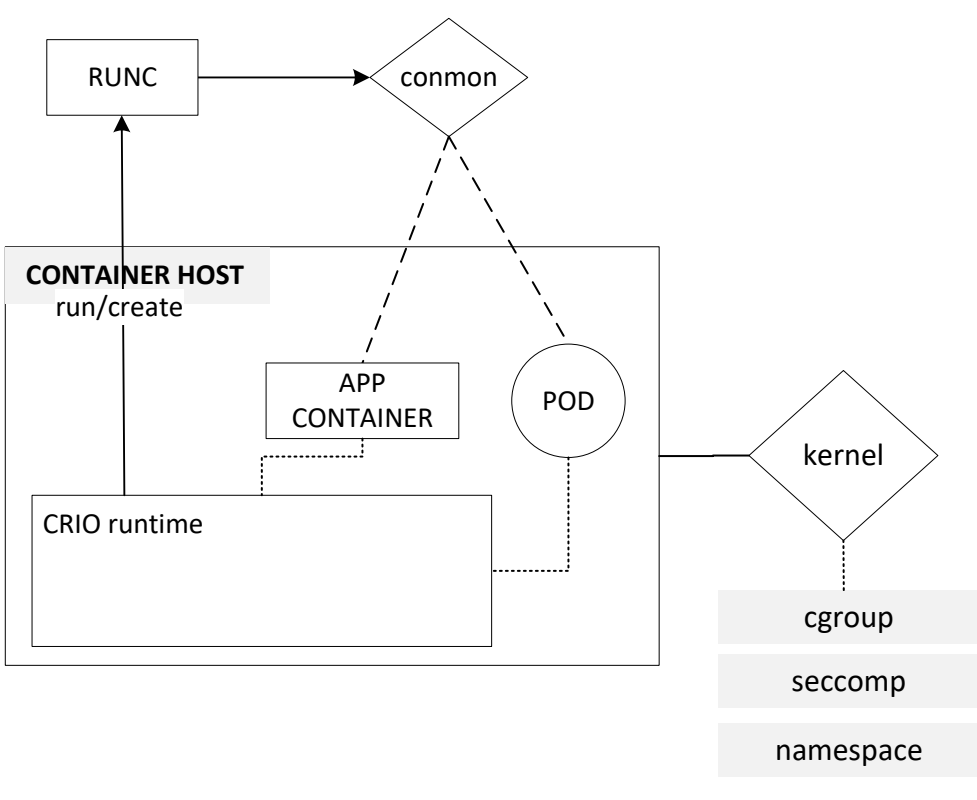 RUNC
conmon
CONTAINER HOST
run/create
APP
CONTAINER
POD
kernel
CRIO runtime
cgroup
seccomp
namespace